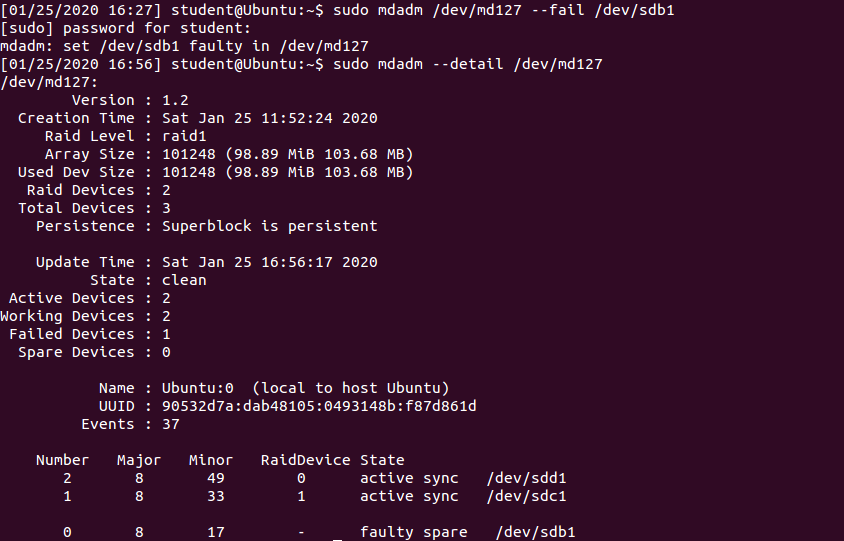 [01/25/2020 16:27] student@Ubuntu:~$ sudo mdadm /dev/md127 --fail /dev/sdb1
[sudo] password for student:
mdadm: set /dev/sdb1 faulty in /dev/md127
[01/25/2020 16:56] student@Ubuntu:~$ sudo mdadm --detail /dev/md127
/dev/md127:
Version : 1.2
Creation Time : Sat Jan 25 11:52:24 2020
Raid Level : raid1
Array Size : 101248 (98.89 MiB 103.68 MB)
Used Dev Size : 101248 (98.89 MiB 103.68 MB)
Raid Devices : 2
Total Devices : 3
Persistence : Superblock is persistent
Update Time : Sat Jan 25 16:56:17 2020
State : clean
Active Devices : 2
Working Devices : 2
Failed Devices : 1
Spare Devices : 0
Name : Ubuntu:0 (local to host Ubuntu)
UUID : 90532d7a:dab48105:0493148b:f87d861d
Events : 37
Number Major Minor RaidDevice State
2 8 49 0 active sync /dev/sdd1
1 8 33 1 active sync /dev/sdc1
0 8 17 - faulty spare /dev/sdb1